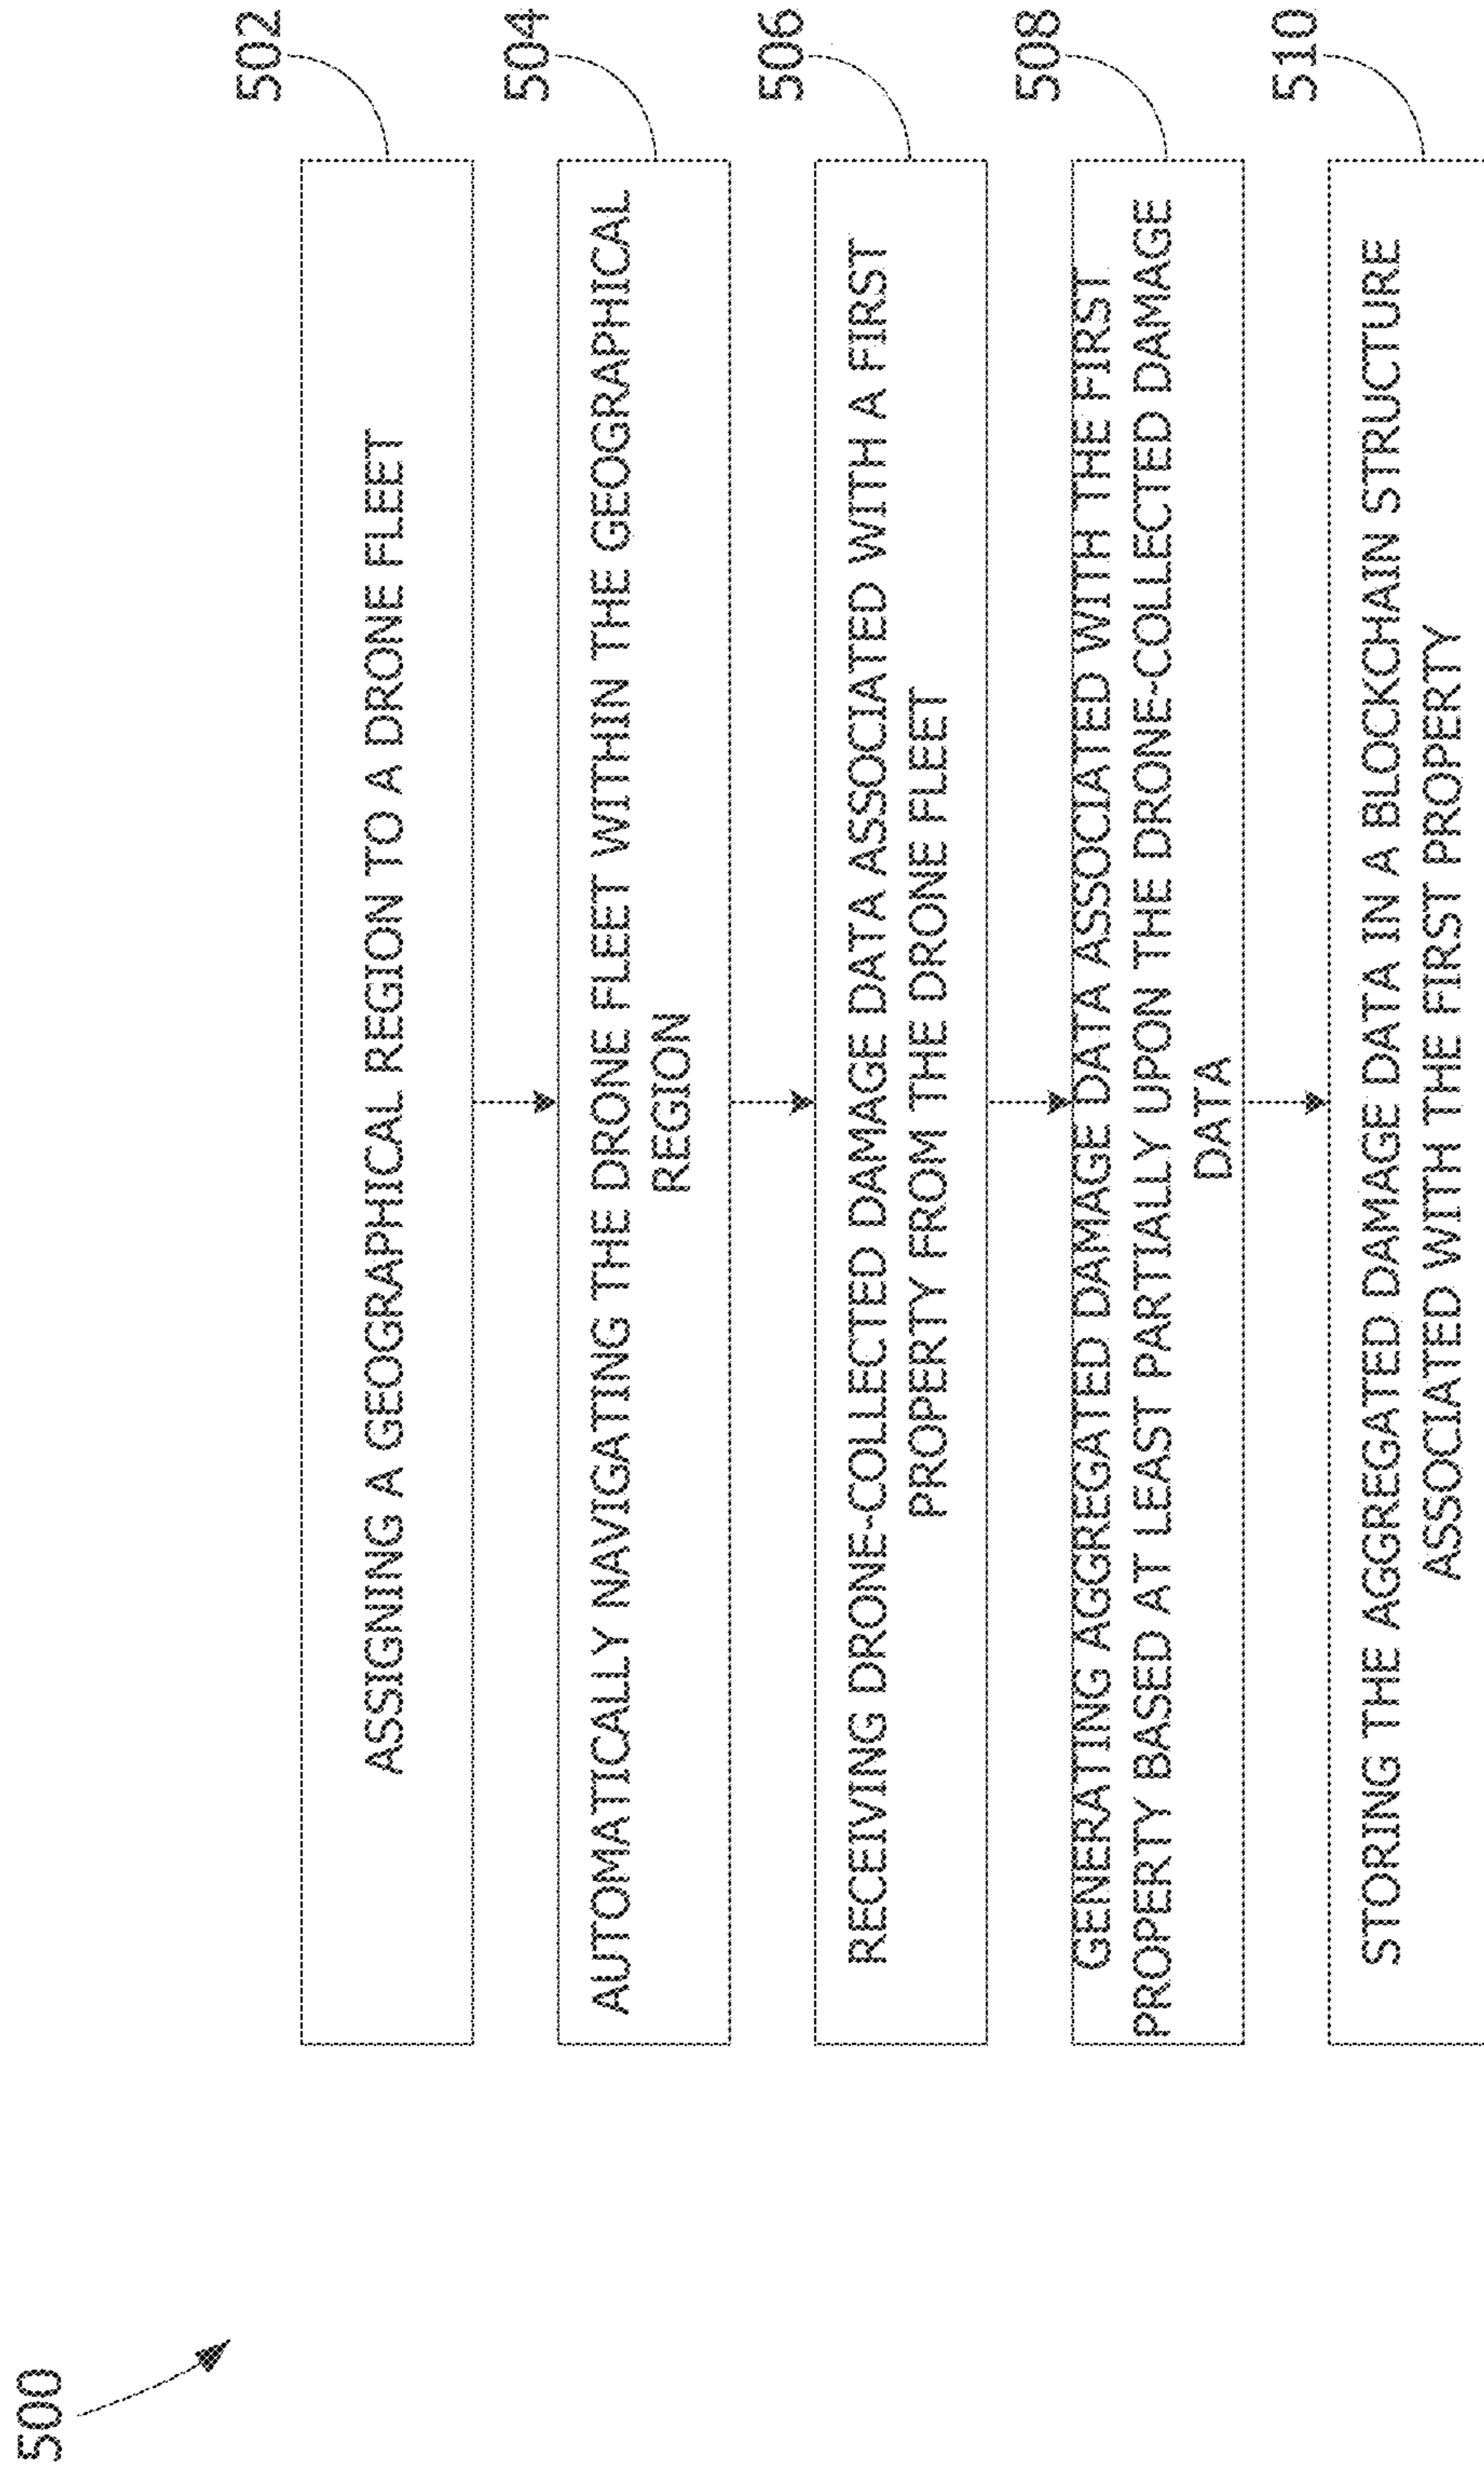 500
502
ASSIGNING A GEOGRAPHICAL REGION TO A DRONE FLEET
504
AUTOMATICALLY NAVIGATING THE DRONE FLEET WITHIN THE GEOGRAPHICAL
REGION
506
RECEIVING DRONE-COLLECTED DAMAGE DATA ASSOCIATED WITH A FIRST
PROPERTY FROM THE DRONE FLEET
508
GENERATING AGGREGATED DAMAGE DATA ASSOCIATED WITH THE FIRST
PROPERTY BASED AT LEAST PARTIALLY UPON THE DRONE-COLLECTED DAMAGE
DATA
510
STORING THE AGGREGATED DAMAGE DATA IN A BLOCKCHAIN STRUCTURE
ASSOCIATED WITH THE FIRST PROPERTY